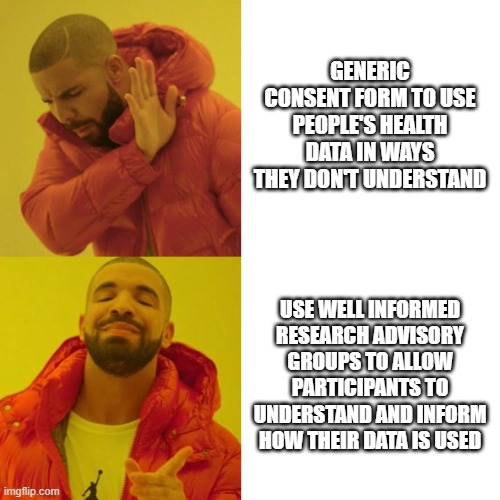 GENERIC
CONSENT FORM TO USE
PEOPLE'S HEALTH
DATA IN WAYS
THEY DON'T UNDERSTAND
USE WELL INFORMED
RESEARCH ADVISORY
GROUPS TO ALLOW
PARTICIPANTS TO
UNDERSTAND AND INFORM
HOW THEIR DATA IS USED
imgflip.com